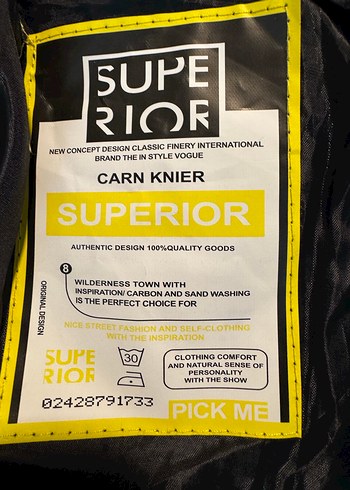 SUPE
RIOR
NEW CONCEPT DESIGN CLASSIC FINERY INTERNATIONAL
BRAND THE IN STYLE VOGUE
CARN KNIER
SUPERIOR
AUTHENTIC DESIGN 100%QUALITY GOODS
8
WILDERNESS TOWN WITH
INSPIRATION/ CARBON AND SAND WASHING
IS THE PERFECT CHOICE FOR
ORIGINAL DESIGN
NICE STREET FASHION AND SELF-CLOTHING
WITH THE INSPIRATION
SUPE
RIOR
30
CLOTHING COMFORT
AND NATURAL SENSE OF
PERSONALITY
WITH THE SHOW
02428791733
PICK ME